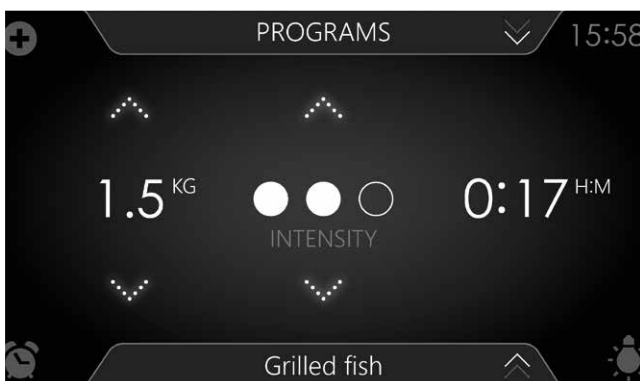 PROGRAMS
15:58
1.5 KG
0:17 H:M
INTENSITY
Grilled fish